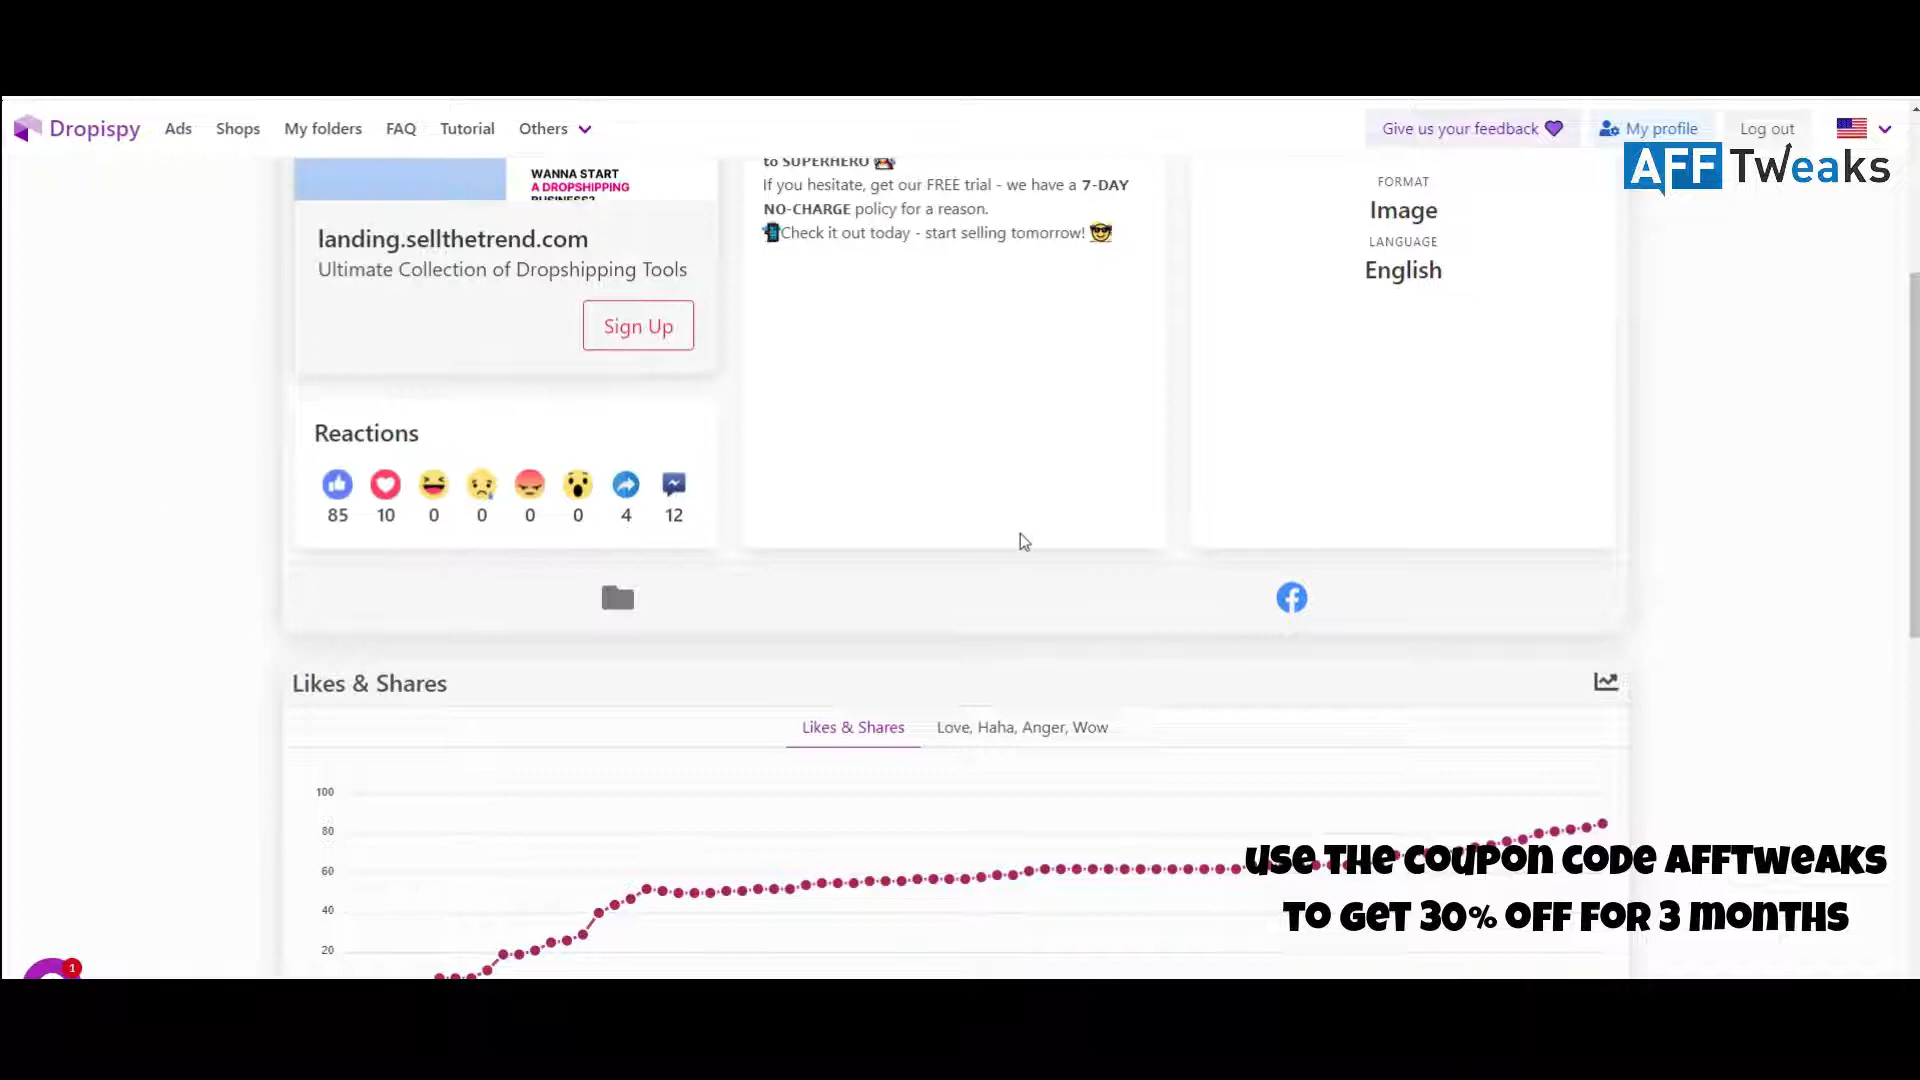 Dropispy
Ads
Shops
My folders
FAQ
Tutorial
Others
Give us your feedback
My profile
Log out
AFF Tweaks
WANNA START
A DROPSHIPPING
BUSINESS?
landing.sellthetrend.com
Ultimate Collection of Dropshipping Tools
Sign Up
to SUPERHERO
If you hesitate, get our FREE trial - we have a 7-DAY
NO-CHARGE policy for a reason.
Check it out today - start selling tomorrow!
FORMAT
Image
LANGUAGE
English
Reactions
85 10 0 0 0 0 4 12
Likes & Shares
Likes & Shares
Love, Haha, Anger, Wow
100
80
60
40
20
1
use the coupon code AFFTWEAKS
to get 30% off for 3 months